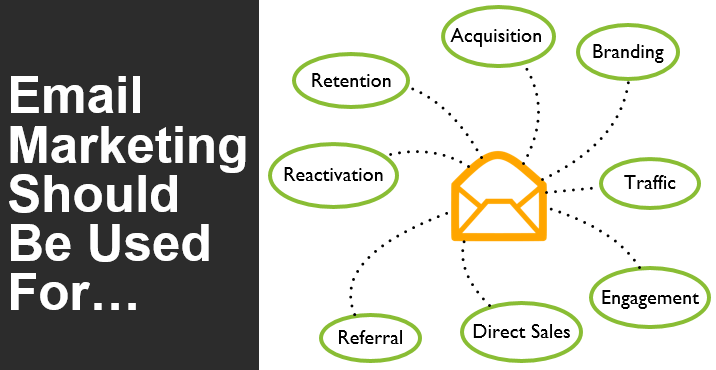 Email
Marketing
Should
Be Used
For…
Acquisition
Branding
Retention
Reactivation
Traffic
Engagement
Referral
Direct Sales